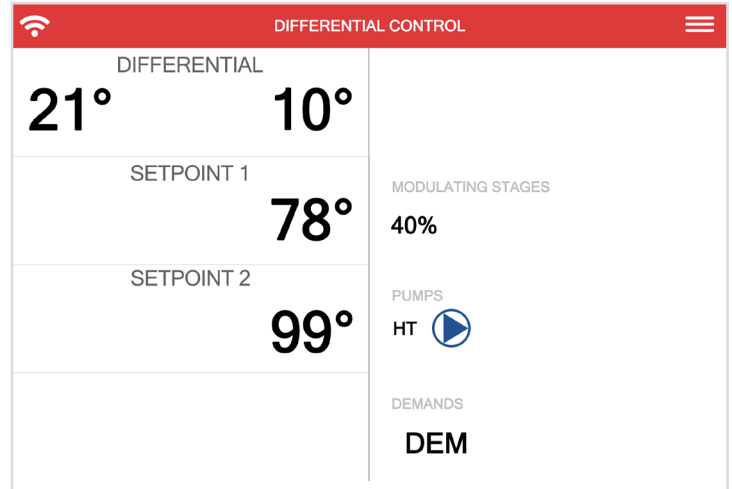 DIFFERENTIAL CONTROL
DIFFERENTIAL
21° 10°
SETPOINT 1
78°
SETPOINT 2
99°
MODULATING STAGES
40%
PUMPS
HT
DEMANDS
DEM